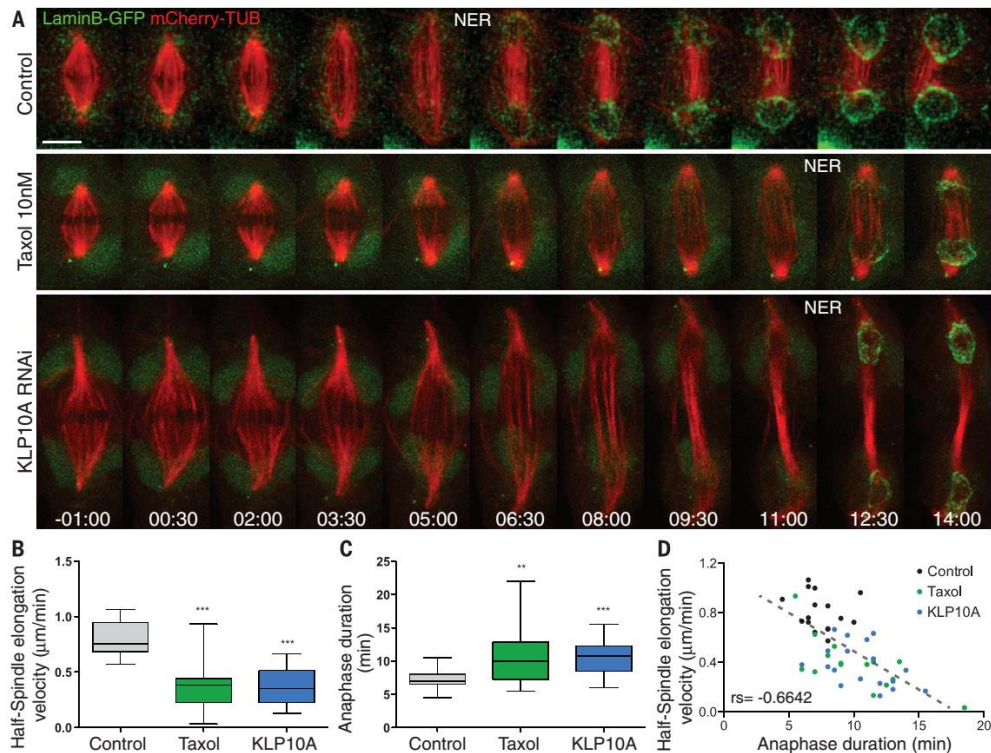 A
LaminB-GFP mCherry-TUB
NER
Control
Taxol 10nM
NER
KLP10A RNAi
NER
-01:00 00:30 02:00 03:30 05:00 06:30 08:00 09:30 11:00 12:30 14:00
B
Half-Spindle elongation
velocity (µm/min)
1.5
1.0
0.5
0.0
***
***
Control Taxol KLP10A
C
Anaphase duration
(min)
25
20
15
10
5
0
**
***
Control Taxol KLP10A
D
Half-Spindle elongation
velocity (µm/min)
1.2
0.8
0.4
0.0
Control
Taxol
KLP10A
rs= -0.6642
0 5 10 15 20
Anaphase duration (min)